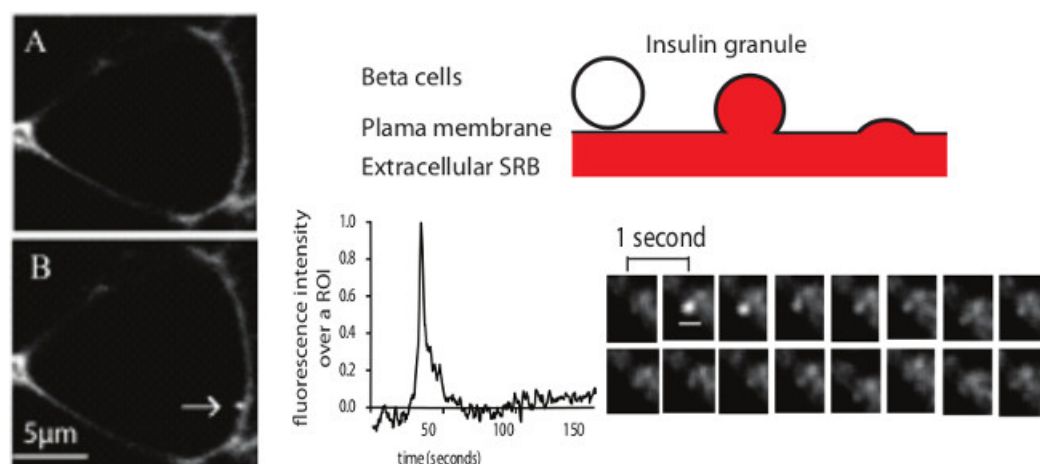 A
B
5µm
Insulin granule
Beta cells
Plama membrane
Extracellular SRB
fluorescence intensity
over a ROI
1.0
0.8
0.6
0.4
0.2
0.0
50
100
150
time(seconds)
1 second